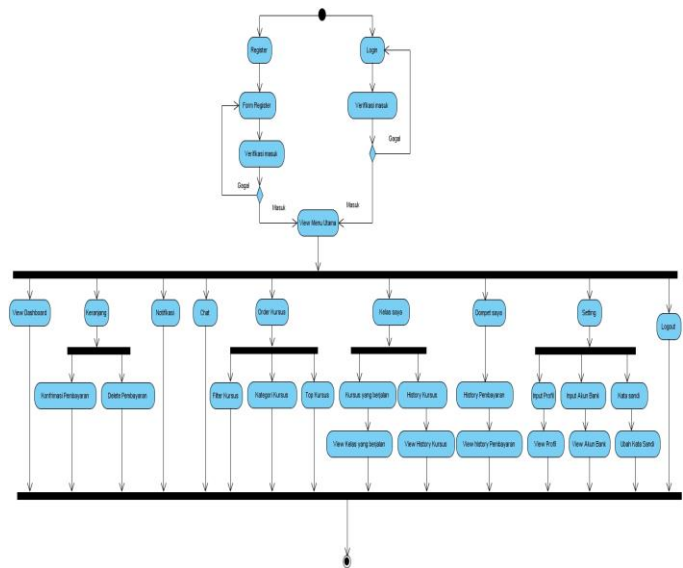 Register
Login
Form Register
Verifikasi masuk
Gagal
Verifikasi masuk
Gagal
Masuk
Masuk
View Menu Utama
View Dashboard
Keranjang
Notifikasi
Chat
Order Kursus
Kelas saya
Dompet saya
Setting
Logout
Konfirmasi Pembayaran
Delete Pembayaran
Filter Kursus
Kategori Kursus
Top Kursus
Kursus yang berjalan
History Kursus
History Pembayaran
Input Profil
Input Akun Bank
Kata sandi
View Kelas yang berjalan
View History Kursus
View history Pembayaran
View Profil
View Akun Bank
Ubah Kata Sandi